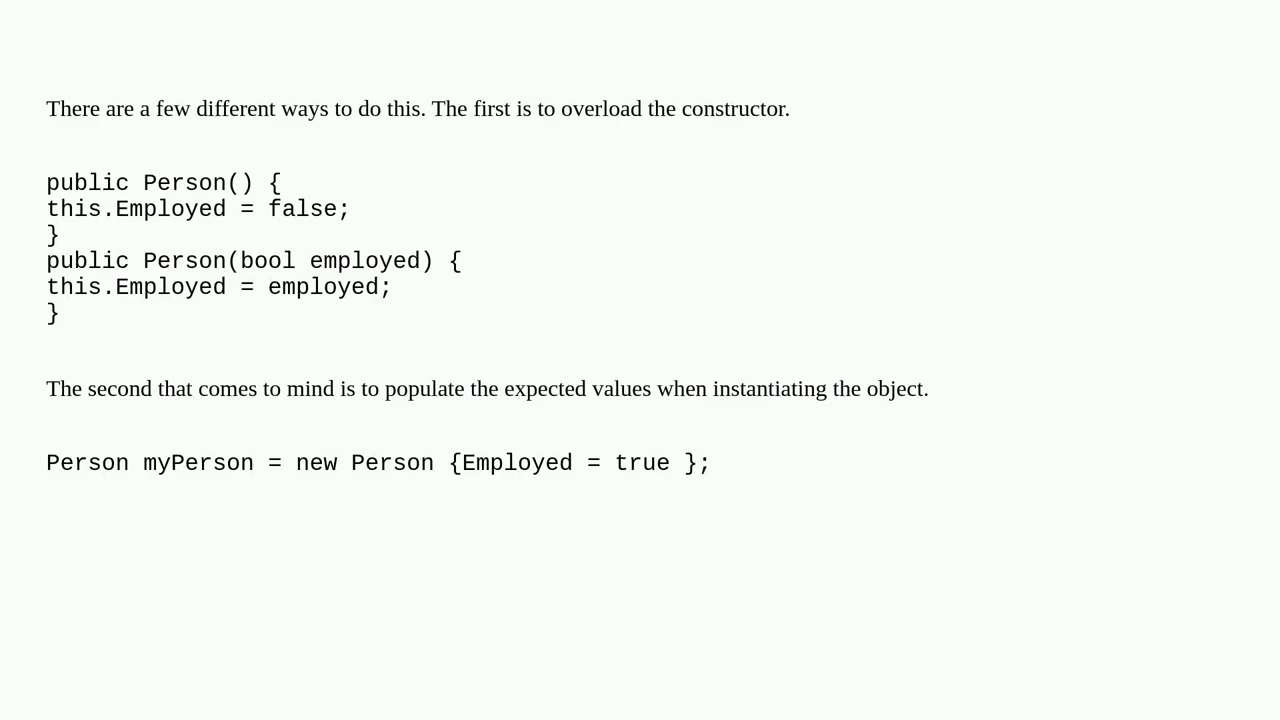 There are a few different ways to do this. The first is to overload the constructor.
public Person() {
this.Employed = false;
}
public Person(bool employed) {
this.Employed = employed;
}
The second that comes to mind is to populate the expected values when instantiating the object.
Person myPerson = new Person {Employed = true };